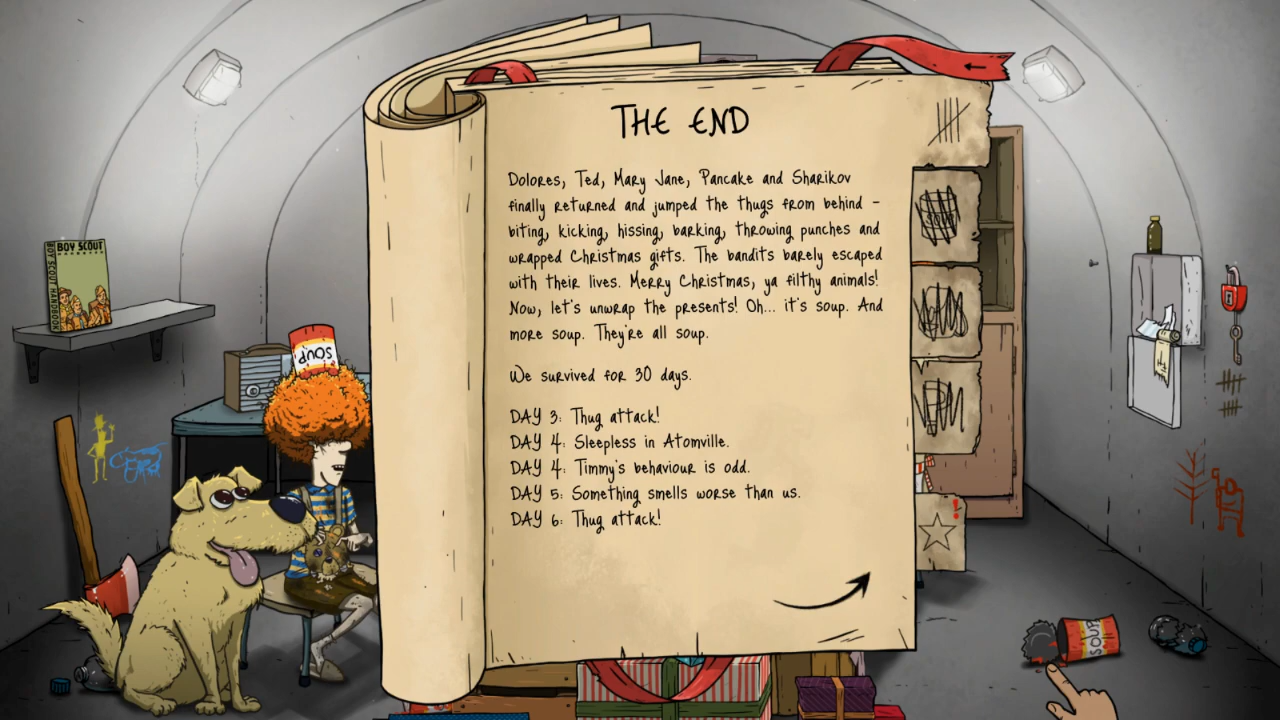 THE END
Dolores, Ted, Mary Jane, Pancake and Sharikov
finally returned and jumped the thugs from behind -
biting, kicking, hissing, barking, throwing punches and
wrapped Christmas gifts. The bandits barely escaped
with their lives. Merry Christmas, ya filthy animals!
Now, let's unwrap the presents! Oh... it's soup. And
more soup. They're all soup.
We survived for 30 days.
DAY 3: Thug attack!
DAY 4: Sleepless in Atomville.
DAY 4: Timmy's behaviour is odd.
DAY 5: Something smells worse than us.
DAY 6: Thug attack!
BOY SCOUT
BOY SCOUT HANDBOOK
SOUP
SOUP